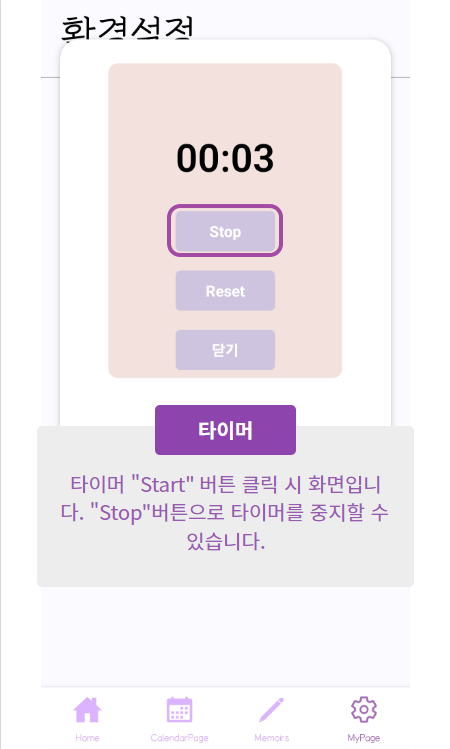 환경설정
00:03
Stop
Reset
닫기
타이머
타이머 "Start" 버튼 클릭 시 화면입니
다. "Stop"버튼으로 타이머를 중지할 수
있습니다.
Home
CalendarPage
Memoirs
MyPage